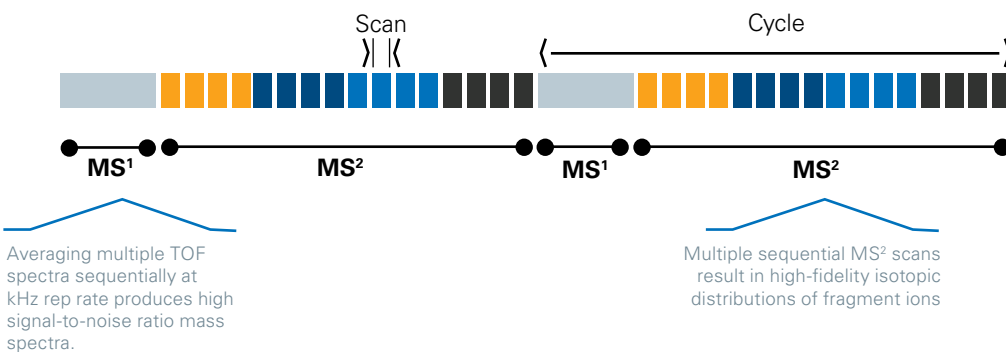 Scan
Cycle
MS¹
MS²
MS¹
MS²
Averaging multiple TOF
spectra sequentially at
kHz rep rate produces high
signal-to-noise ratio mass
spectra.
Multiple sequential MS² scans
result in high-fidelity isotopic
distributions of fragment ions